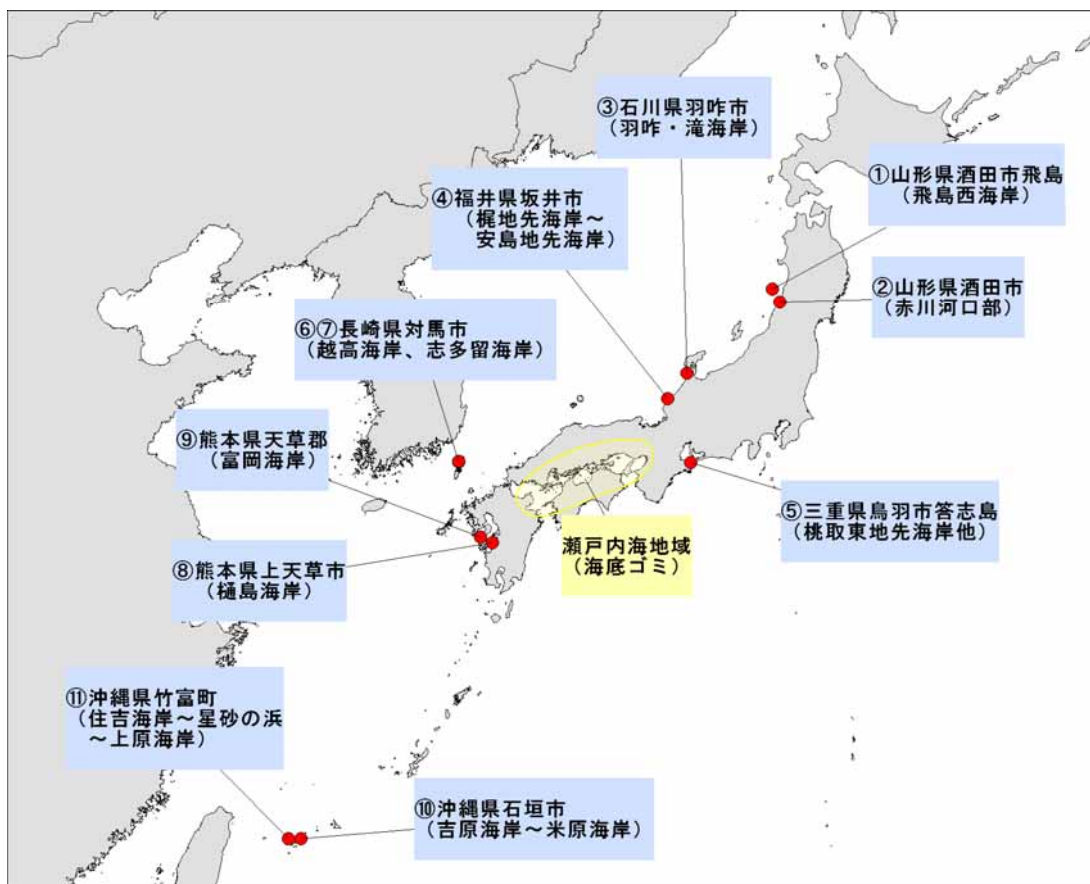 ③石川県羽咋市
（羽咋・滝海岸）
①山形県酒田市飛島
（飛島西海岸）
④福井県坂井市
（梶地先海岸～
安島地先海岸）
②山形県酒田市
（赤川河口部）
⑥⑦長崎県対馬市
（越高海岸、志多留海岸）
⑨熊本県天草郡
（富岡海岸）
⑤三重県鳥羽市答志島
（桃取東地先海岸他）
瀬戸内海地域
（海底ゴミ）
⑧熊本県上天草市
（樋島海岸）
⑪沖縄県竹富町
（住吉海岸～星砂の浜
～上原海岸）
⑩沖縄県石垣市
（吉原海岸～米原海岸）